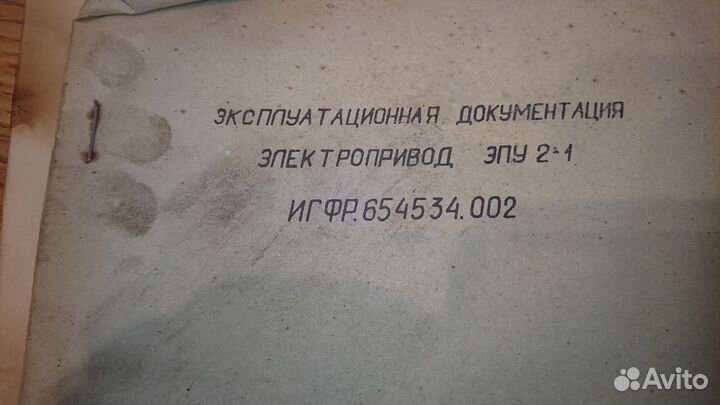 ЭКСПЛУАТАЦИОННАЯ ДОКУМЕНТАЦИЯ
ЭЛЕКТРОПРИВОД ЭПУ 2-1
ИГФР.654534.002
Avito